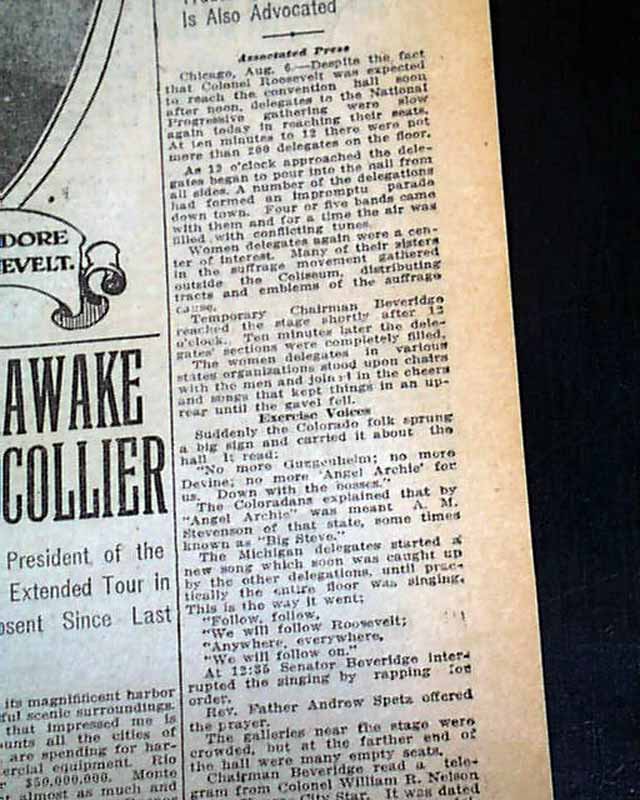 Is Also Advocated
Associated Press
Chicago, Aug. 6.—Despite the fact
that Colonel Roosevelt was expected
to reach the convention hall soon
after noon, delegates to the National
Progressive gathering were slow
again today in reaching their seats.
At ten minutes to 12 there were not
more than 200 delegates on the floor.
As 12 o'clock approached the dele-
gates began to pour into the hall from
all sides. A number of the delegations
had formed an impromptu parade
down town. Four or five bands came
with them and for a time the air was
filled with conflicting tunes.
Women delegates again were a cen-
ter of interest. Many of their sisters
in the suffrage movement gathered
outside the Coliseum, distributing
tracts and emblems of the suffrage
cause.
Temporary Chairman Beveridge
reached the stage shortly after 12
o'clock. Ten minutes later the dele-
gates' sections were completely filled,
The women delegates in various
states organizations stood upon chairs
with the men and joined in the cheers
and songs that kept things in an up-
roar until the gavel fell.
Exercise Voices
Suddenly the Colorado folk sprung
a big sign and carried it about the
hall It read:
"No more Guggenheim; no more
Devine; no more 'Angel Archie' for
us. Down with the bosses."
The Coloradans explained that by
"Angel Archie" was meant A. M.
Stevenson of that state, some times
known as "Big Steve."
The Michigan delegates started a
new song which soon was caught up
by the other delegations, until prac-
tically the entire floor was singing.
This is the way it went;
"Follow, follow,
"We will follow Roosevelt;
"Anywhere, everywhere,
"We will follow on."
At 12:35 Senator Beveridge inter-
rupted the singing by rapping for
order.
Rev. Father Andrew Spetz offered
the prayer.
The galleries near the stage were
crowded, but at the farther end of
the hall were many empty seats.
Chairman Beveridge read a tele-
gram from Colonel William R. Nelson
City Star. It was dated
DORE
EVELT.
AWAKE
COLLIER
President of the
Extended Tour in
bsent Since Last
its magnificent harbor
ful scenic surroundings.
that impressed me is
unts all the cities of
are spending for har-
ercial equipment. Rio
$50,000,000. Monte
almost as much and